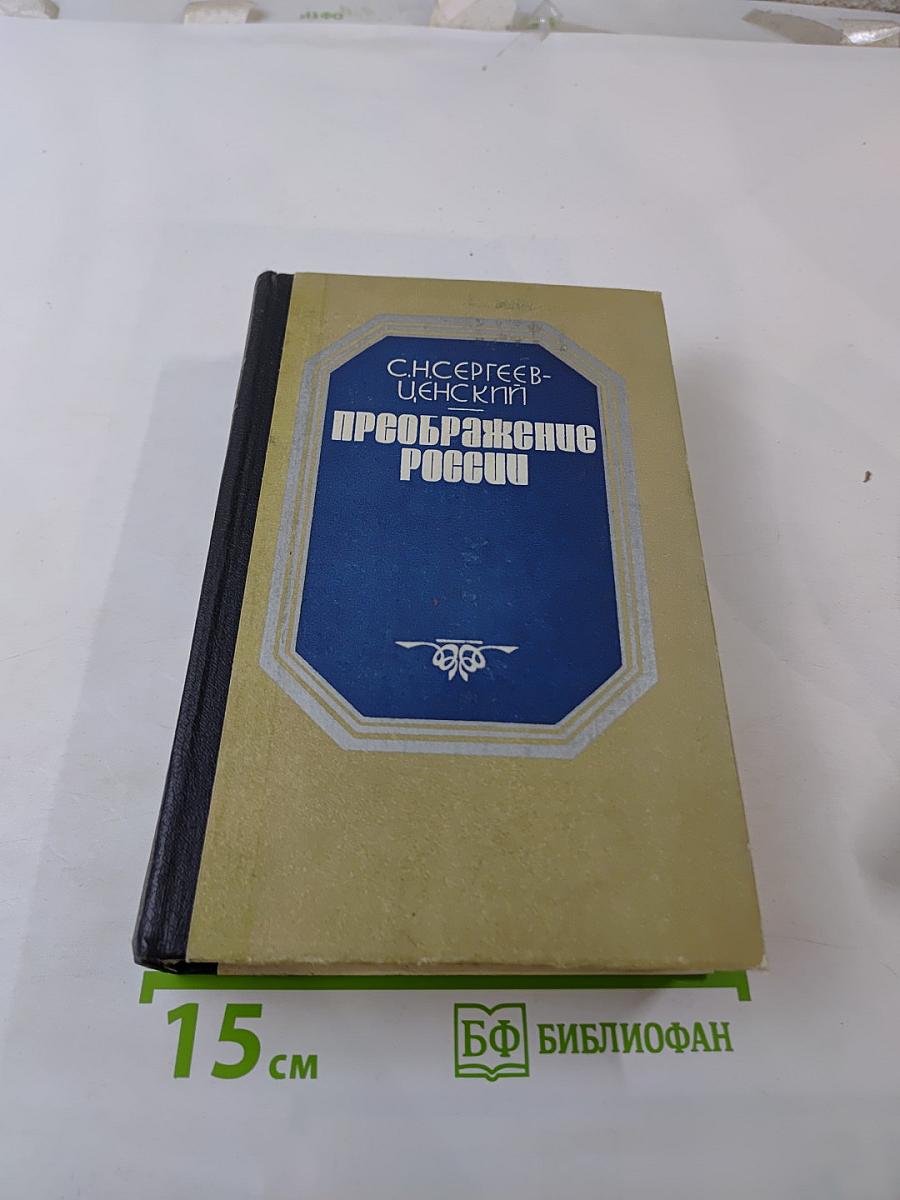 С.Н.СЕРГЕЕВ-
ЦЕНСКИЙ
ПРЕОБРАЖЕНИЕ
РОССИИ
15 см
БФ БИБЛИОФАН